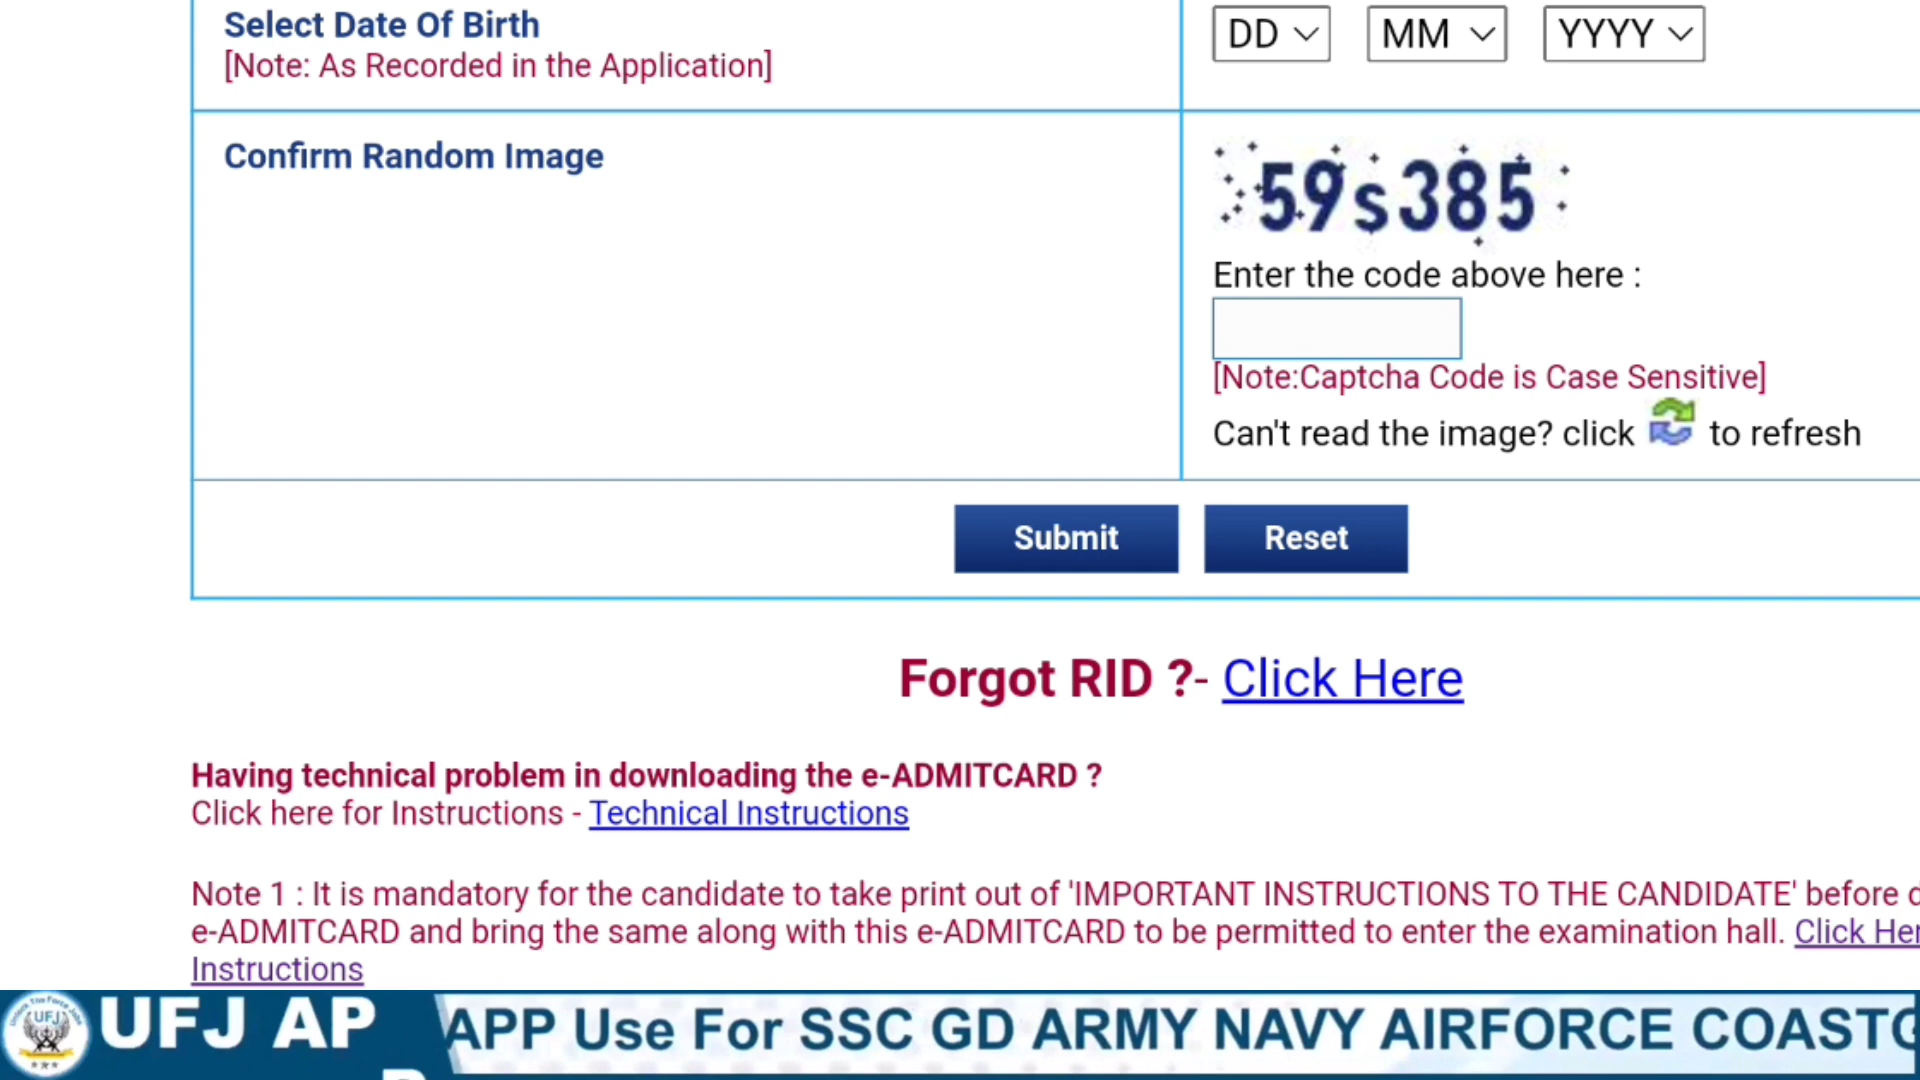 Select Date Of Birth
[Note: As Recorded in the Application]
DD MM YYYY
Confirm Random Image
59s385
Enter the code above here :
[Note:Captcha Code is Case Sensitive]
Can't read the image? click to refresh
Submit Reset
Forgot RID ?- Click Here
Having technical problem in downloading the e-ADMITCARD ?
Click here for Instructions - Technical Instructions
Note 1 : It is mandatory for the candidate to take print out of 'IMPORTANT INSTRUCTIONS TO THE CANDIDATE' before d
e-ADMITCARD and bring the same along with this e-ADMITCARD to be permitted to enter the examination hall. Click Her
Instructions
UFJ
UFJ AP
APP Use For SSC GD ARMY NAVY AIRFORCE COASTG